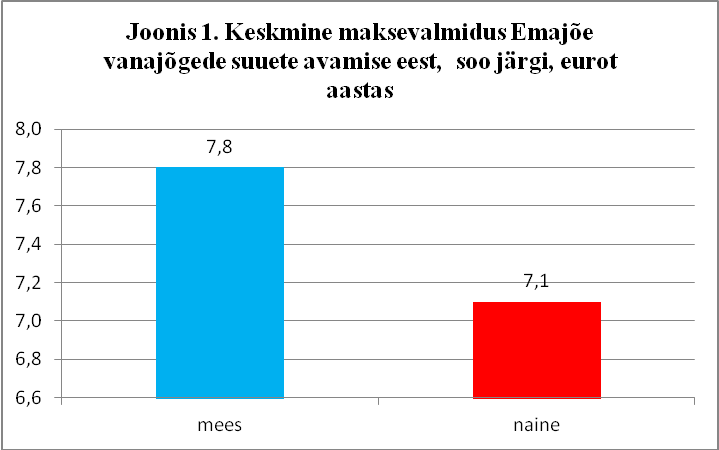 Joonis 1. Keskmine maksevalmidus Emajõe
vanajõgede suuete avamise eest,  soo järgi, eurot
aastas
8,0
7,8
7,6
7,4
7,2
7,0
6,8
6,6
7,8
7,1
mees
naine